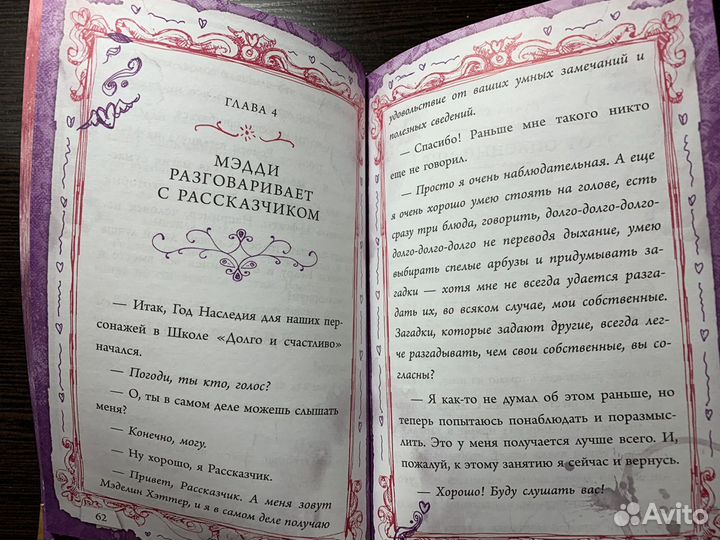 ГЛАВА 4
МЭДДИ
РАЗГОВАРИВАЕТ
С РАССКАЗЧИКОМ
— Итак, Год Наследия для наших пер-
сонажей в Школе «Долго и счастливо»
начался.
— Погоди, ты кто, голос?
— О, ты в самом деле можешь слышать
меня?
— Конечно, могу.
— Ну хорошо, я Рассказчик.
— Привет, Рассказчик. А меня зовут
Мэделин Хэттер, и я в самом деле получаю
62
удовольствие от ваших умных замечаний и
полезных сведений.
— Спасибо! Раньше мне такого никто
еще не говорил.
— Просто я очень наблюдательная. А еще
я очень хорошо умею стоять на голове, есть
сразу три блюда, говорить, долго-долго-долго-
долго-долго-долго не переводя дыхание, умею
выбирать спелые арбузы и придумывать за-
гадки — хотя мне не всегда удается разга-
дать их, во всяком случае, мои собственные.
Загадки, которые задают другие, всегда лег-
че разгадывать, чем свои собственные, вы со-
гласны?
— Я как-то не думал об этом раньше, но
теперь попытаюсь понаблюдать и поразмыс-
лить. Это у меня получается лучше всего. И,
пожалуй, к этому занятию я сейчас и вернусь.
— Хорошо! Буду слушать вас!
Avito